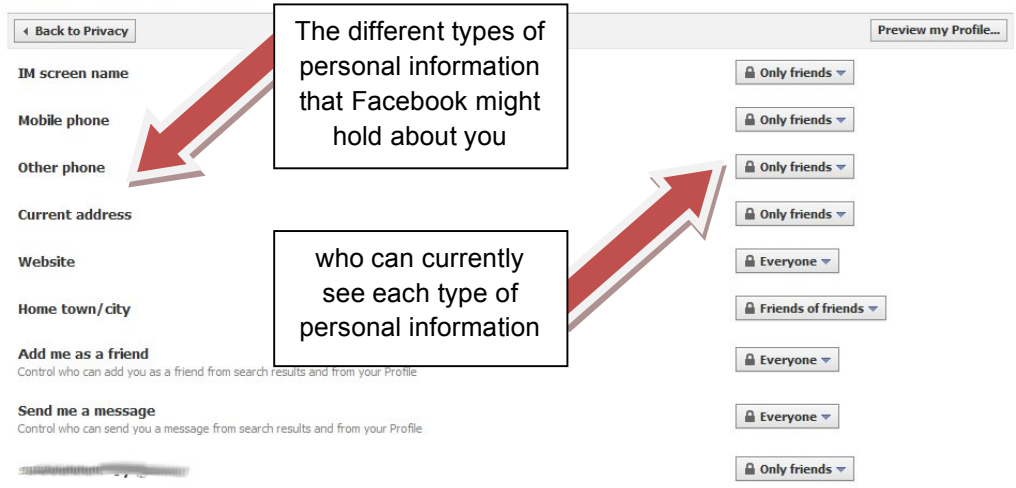 Back to Privacy
Preview my Profile...
The different types of
personal information
that Facebook might
hold about you
IM screen name
Only friends
Mobile phone
Only friends
Other phone
Only friends
Current address
Only friends
who can currently
see each type of
personal information
Website
Everyone
Home town/city
Friends of friends
Add me as a friend
Control who can add you as a friend from search results and from your Profile
Everyone
Send me a message
Control who can send you a message from search results and from your Profile
Everyone
Only friends